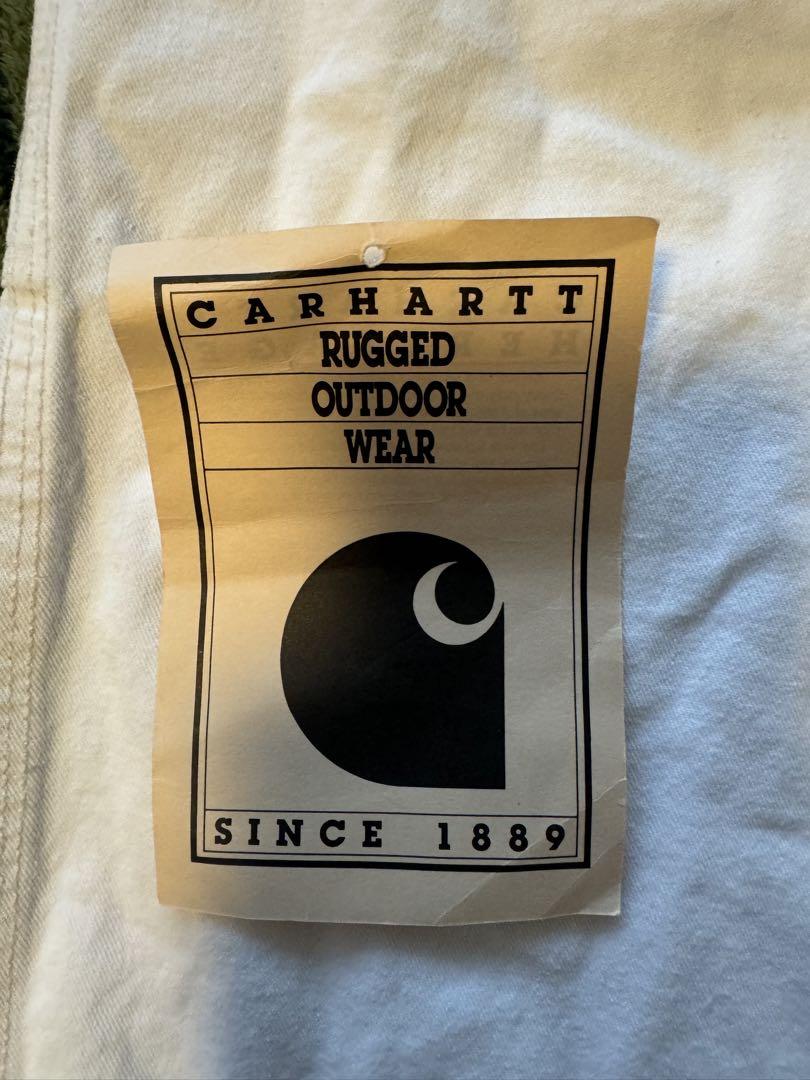 CARHARTT
RUGGED
OUTDOOR
WEAR
SINCE 1889